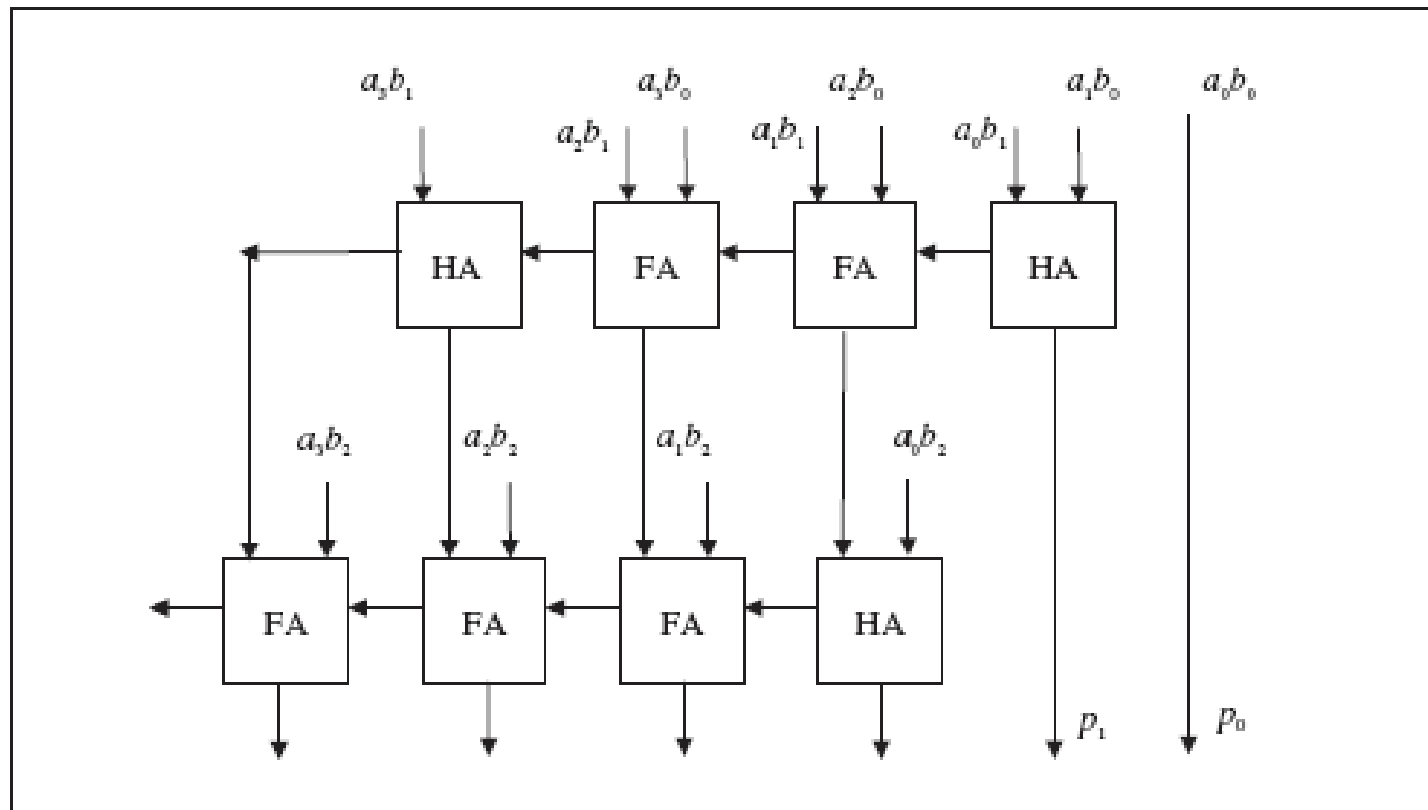 a₃b₁ a₃b₀ a₂b₀ a₁b₀ a₀b₀
a₂b₁ a₁b₁ a₀b₁
HA FA FA HA
a₃b₂ a₂b₂ a₁b₂ a₀b₂
FA FA FA HA
p₁ p₀